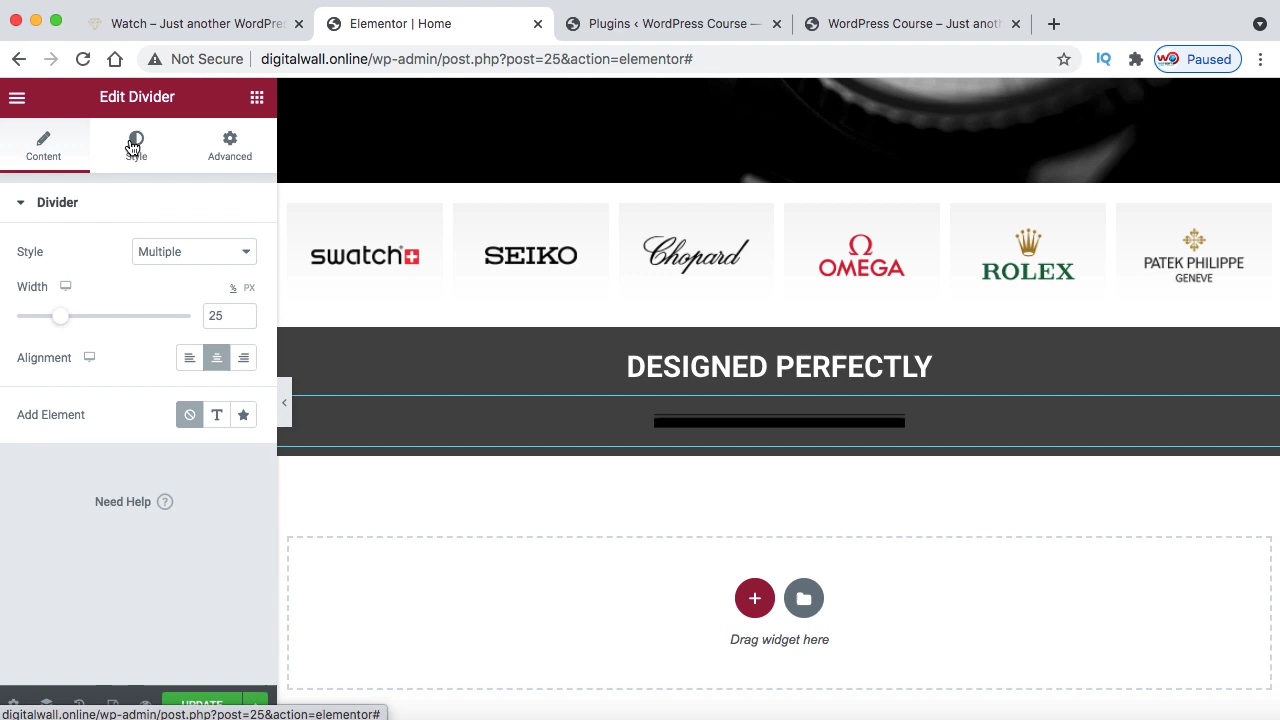 Watch – Just another WordPres
Elementor | Home
Plugins ‹ WordPress Course —
WordPress Course – Just anoth
Not Secure
digitalwall.online/wp-admin/post.php?post=25&action=elementor#
IQ
Paused
Edit Divider
Content
Style
Advanced
Divider
Style
Multiple
Width
% PX
25
Alignment
Add Element
T
Need Help ?
UPDATE
digitalwall.online/wp-admin/post.php?post=25&action=elementor#
swatch
SEIKO
Chopard
OMEGA
ROLEX
PATEK PHILIPPE
GENEVE
DESIGNED PERFECTLY
Drag widget here